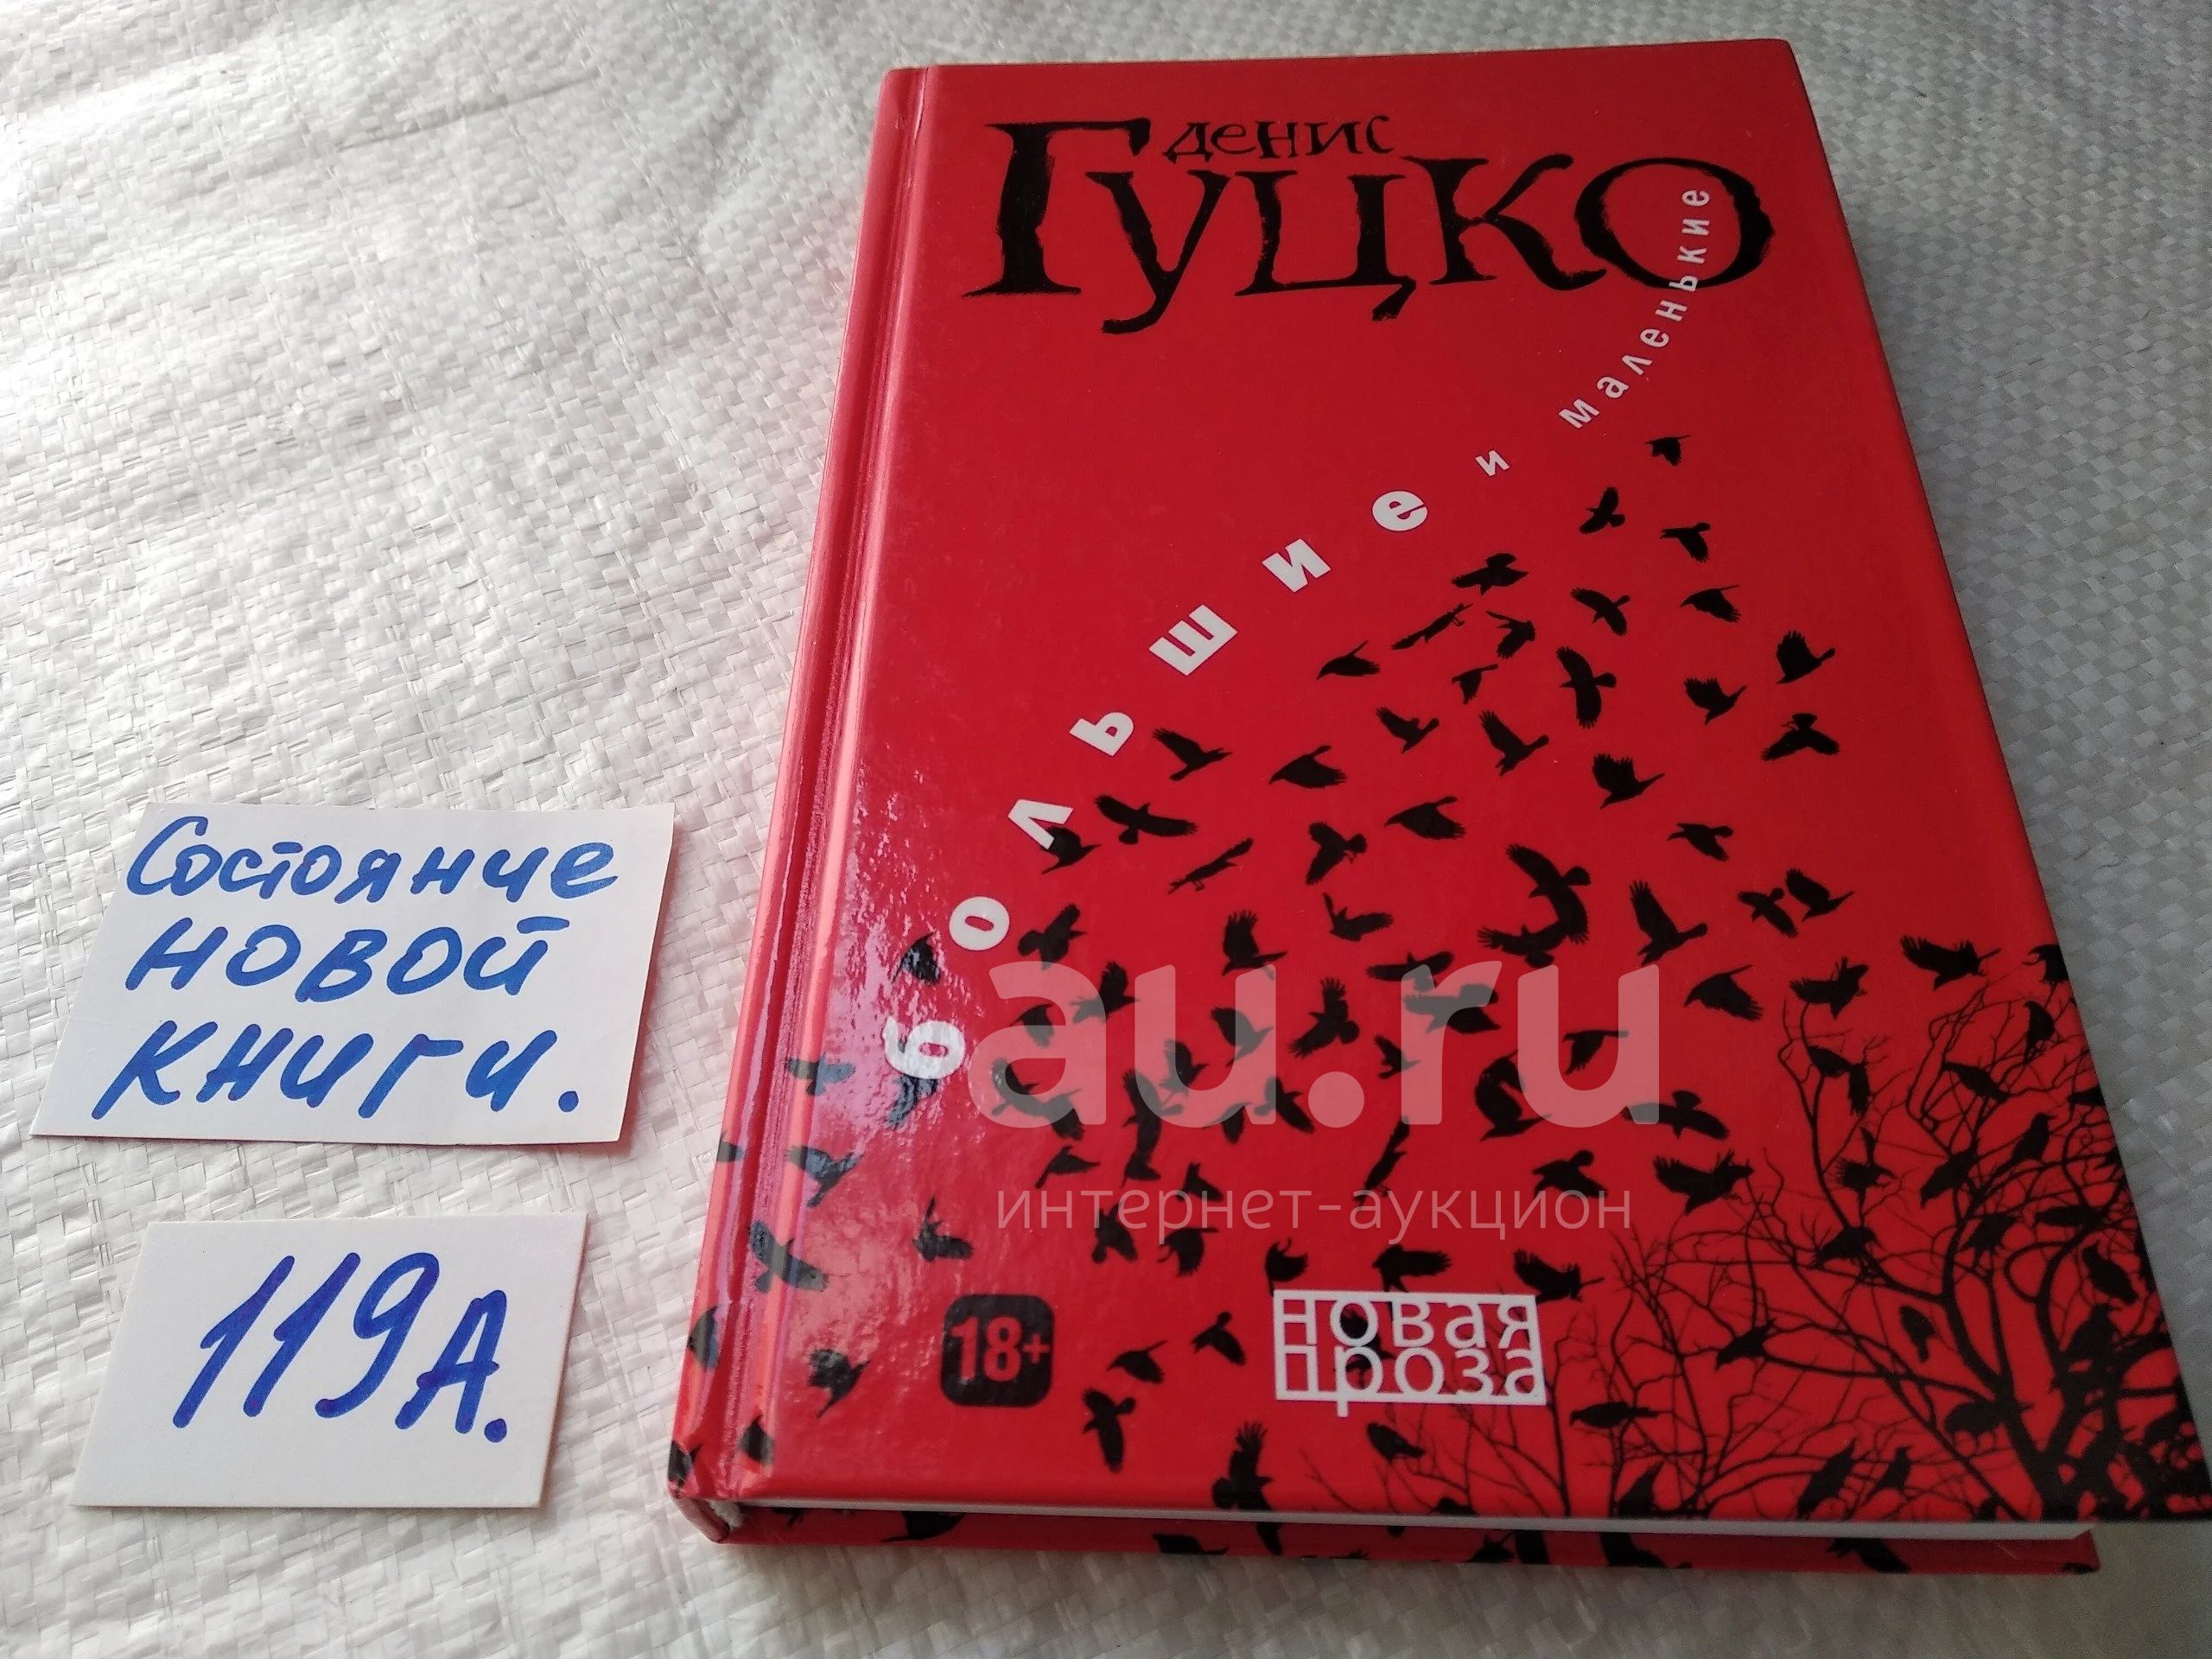 денис
Гуцко
большие и маленькие
Состояние
новой
книги.
119А.
au.ru
интернет-аукцион
18+
новая
проза